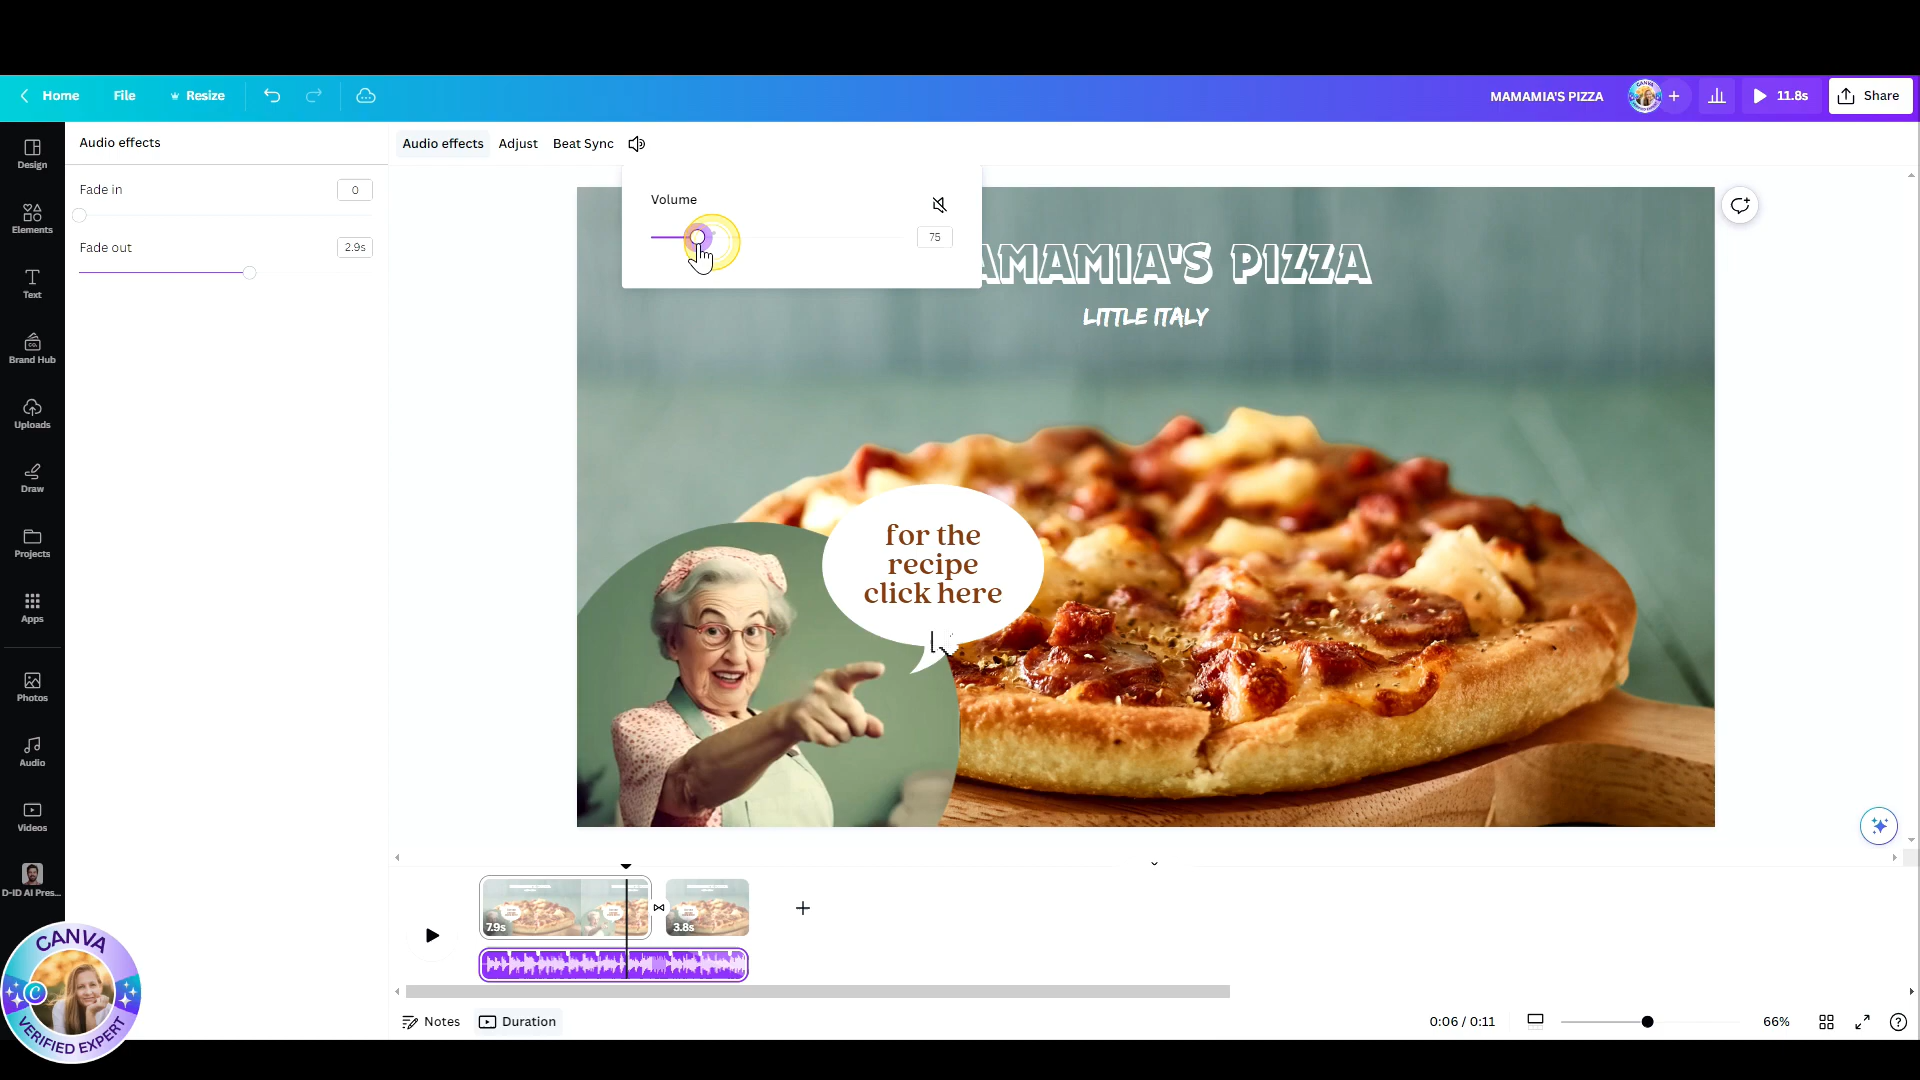 Home File Resize MAMAMIA'S PIZZA 11.8s Share
Audio effects
Fade in 0
Fade out 2.9s
Design
Elements
Text
Brand Hub
Uploads
Draw
Projects
Apps
Photos
Audio
Videos
D-ID AI Pres...
Audio effects Adjust Beat Sync
Volume
75
AMAMIA'S PIZZA
LITTLE ITALY
for the
recipe
click here
7.9s 3.8s
Notes Duration 0:06 / 0:11 66%
CANVA
VERIFIED EXPERT